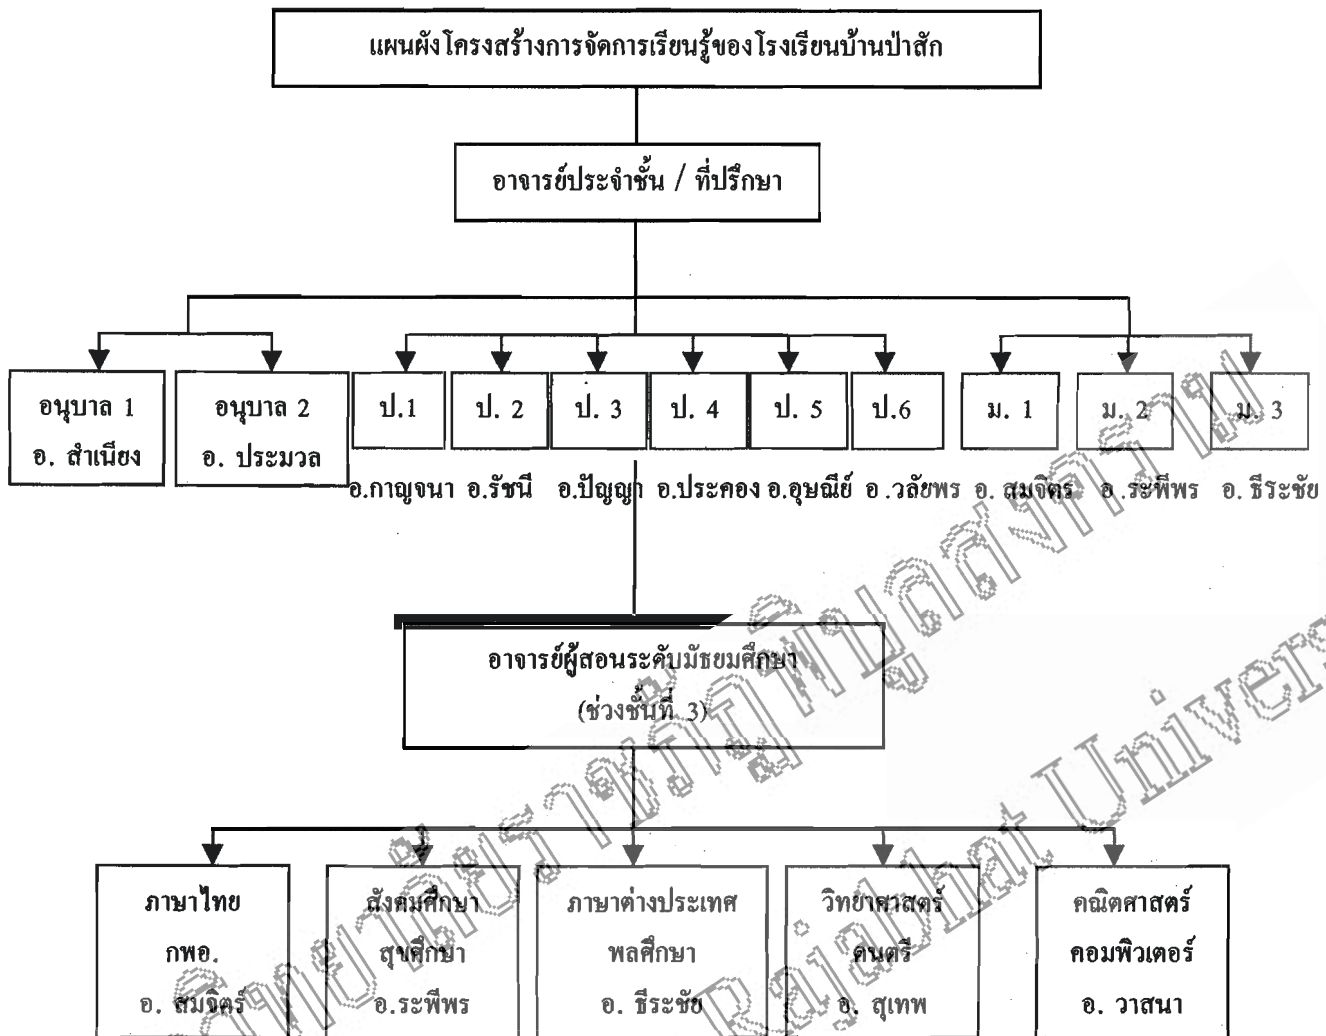 แผนผังโครงสร้างการจัดการเรียนรู้ของโรงเรียนบ้านป่าสัก
อาจารย์ประจำชั้น / ที่ปรึกษา
อนุบาล 1
อ. สำเนียง
อนุบาล 2
อ. ประมวล
ป.1
ป. 2
ป. 3
ป. 4
ป. 5
ป.6
ม. 1
ม. 2
ม. 3
อ.กาญจนา อ.รัชนี อ.ปัญญา อ.ประคอง อ.อุษณีย์ อ.วลัยพร อ. สมจิตร อ.ระพีพร อ. ธีระชัย
อาจารย์ผู้สอนระดับมัธยมศึกษา
(ช่วงชั้นที่ 3)
ภาษาไทย
กพอ.
อ. สมจิตร์
สังคมศึกษา
สุขศึกษา
อ.ระพีพร
ภาษาต่างประเทศ
พลศึกษา
อ. ธีระชัย
วิทยาศาสตร์
ดนตรี
อ. สุเทพ
คณิตศาสตร์
คอมพิวเตอร์
อ. วาสนา
Rajabhat Univers